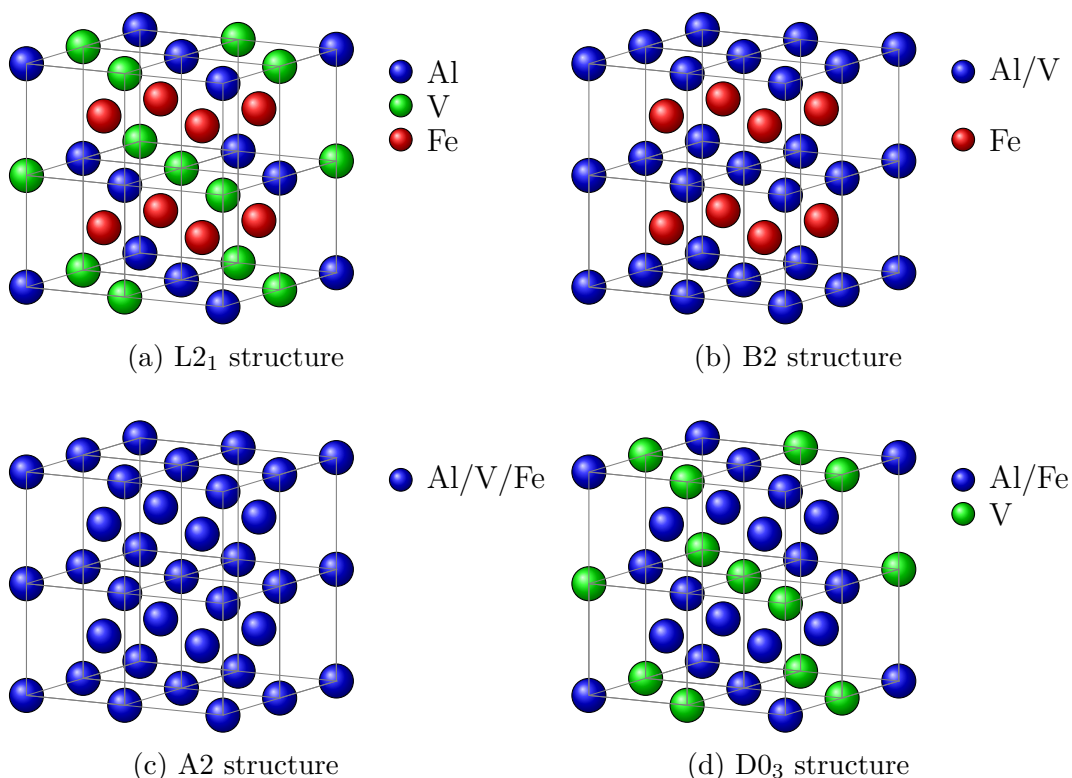 Al
V
Fe
(a) L2₁ structure
Al/V
Fe
(b) B2 structure
Al/V/Fe
(c) A2 structure
Al/Fe
V
(d) D0₃ structure